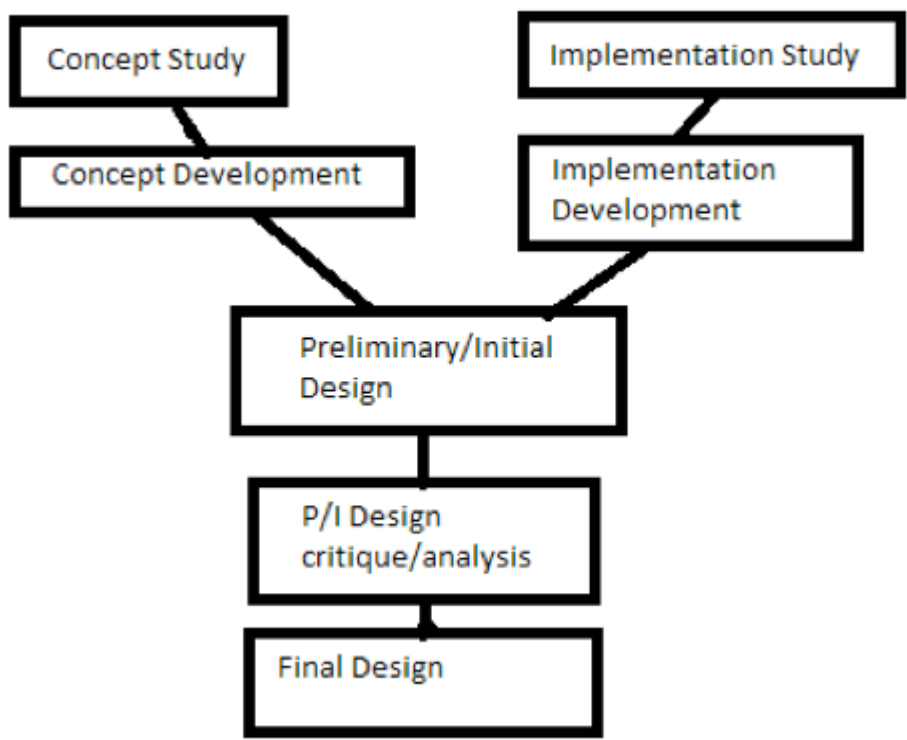 Concept Study
Implementation Study
Concept Development
Implementation
Development
Preliminary/Initial
Design
P/I Design
critique/analysis
Final Design